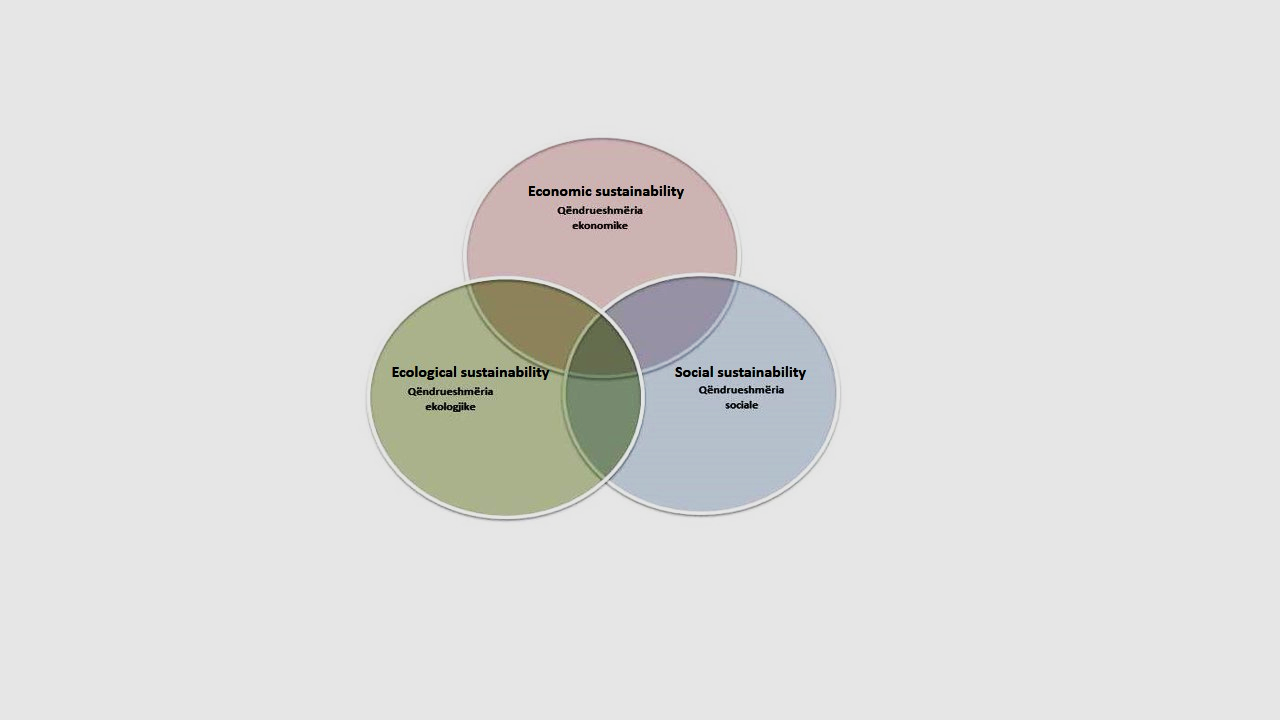 Economic sustainability
Qëndrueshmëria
ekonomike
Ecological sustainability
Qëndrueshmëria
ekologjike
Social sustainability
Qëndrueshmëria
sociale